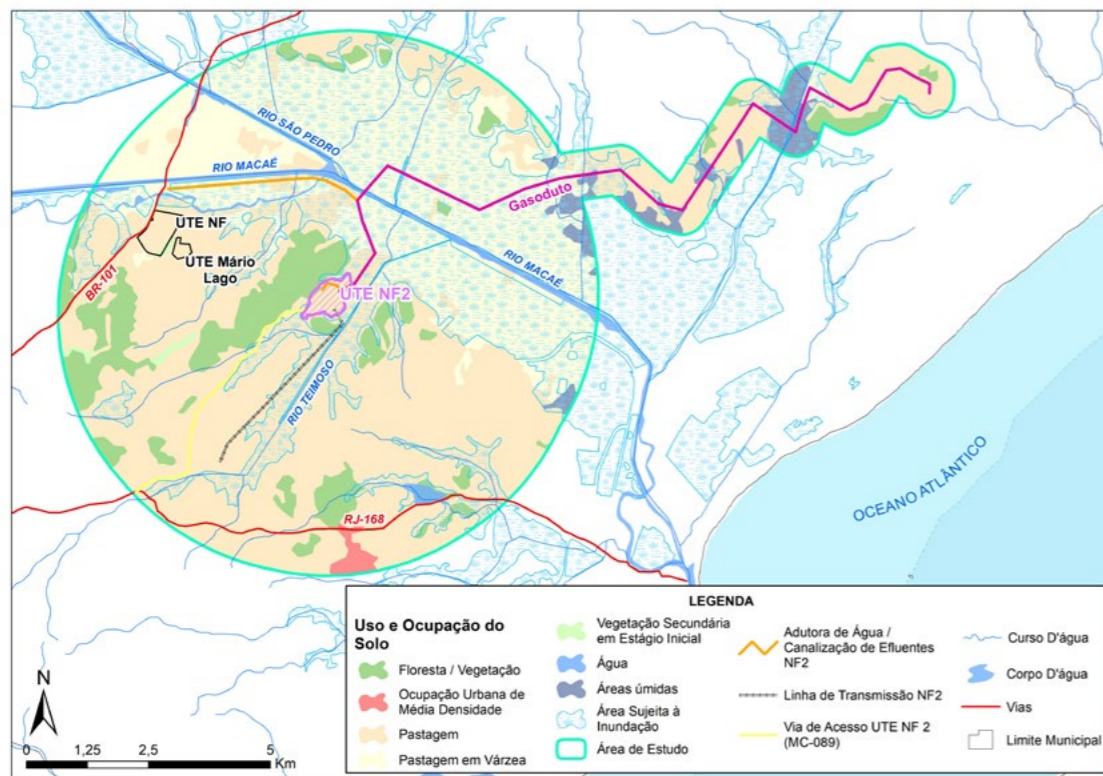 RIO SÃO PEDRO
RIO MACAÉ
Gasoduto
UTE NF
UTE Mário
Lago
BR-101
UTE NF2
RIO MACAÉ
RIO TEIMOSO
OCEANO ATLÂNTICO
RJ-168
N
0 1,25 2,5 5
Km
LEGENDA
Uso e Ocupação do
Solo
Floresta / Vegetação
Ocupação Urbana de
Média Densidade
Pastagem
Pastagem em Várzea
Vegetação Secundária
em Estágio Inicial
Água
Áreas úmidas
Área Sujeita à
Inundação
Área de Estudo
Adutora de Água /
Canalização de Efluentes
NF2
Linha de Transmissão NF2
Via de Acesso UTE NF 2
(MC-089)
Curso D'água
Corpo D'água
Vias
Limite Municipal